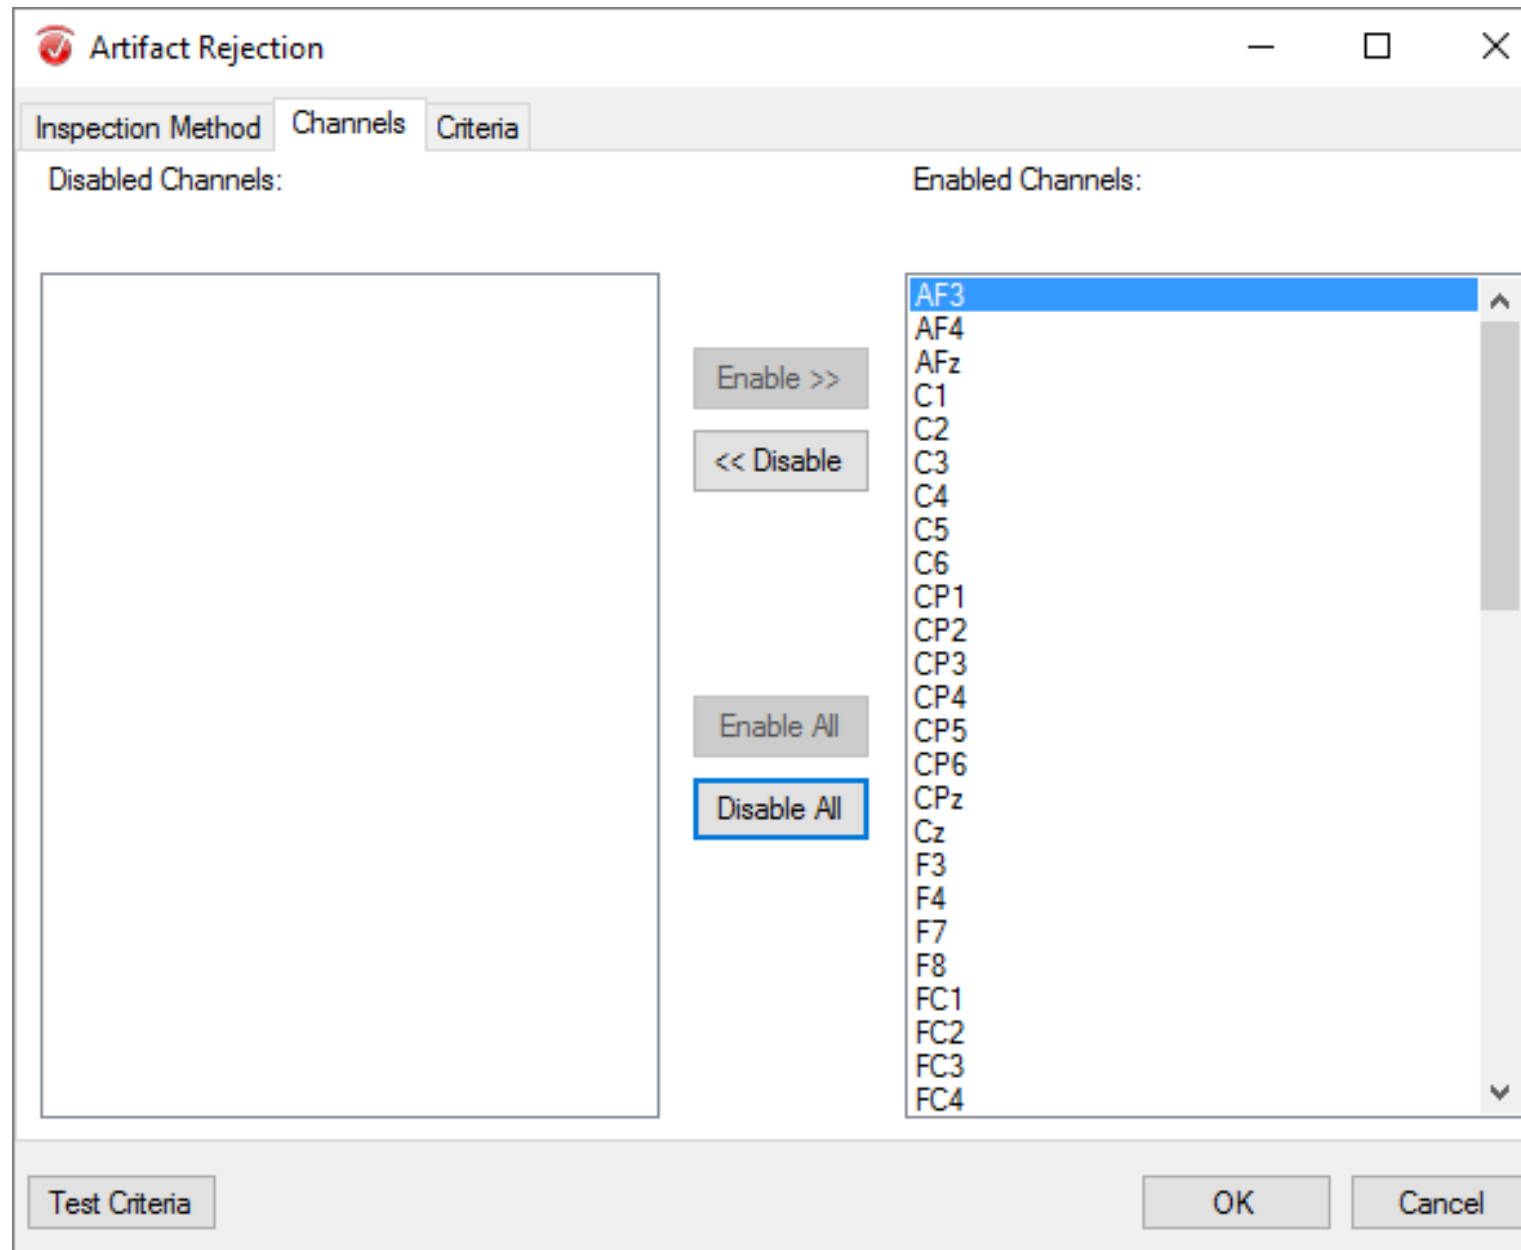 Artifact Rejection
Inspection Method Channels Criteria
Disabled Channels:
Enabled Channels:
Enable >>
<< Disable
Enable All
Disable All
AF3
AF4
AFz
C1
C2
C3
C4
C5
C6
CP1
CP2
CP3
CP4
CP5
CP6
CPz
Cz
F3
F4
F7
F8
FC1
FC2
FC3
FC4
Test Criteria
OK
Cancel